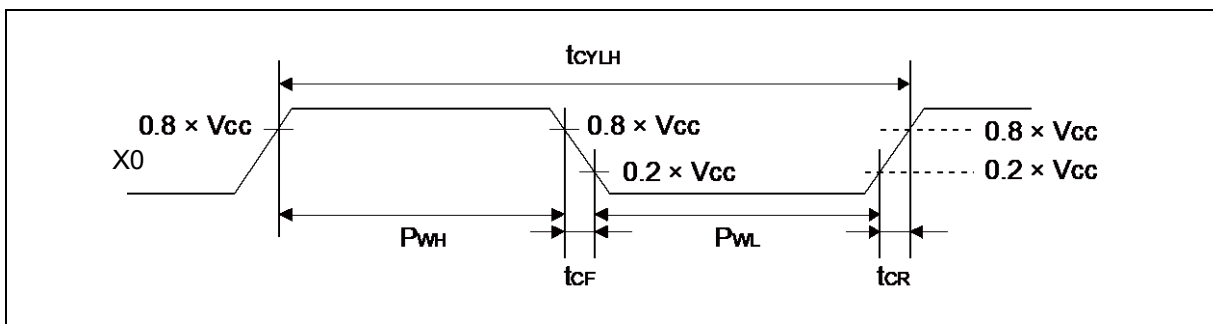 tCYLH
0.8 × Vcc
0.8 × Vcc
0.8 × Vcc
X0
0.2 × Vcc
0.2 × Vcc
PWH
PWL
tCF
tCR